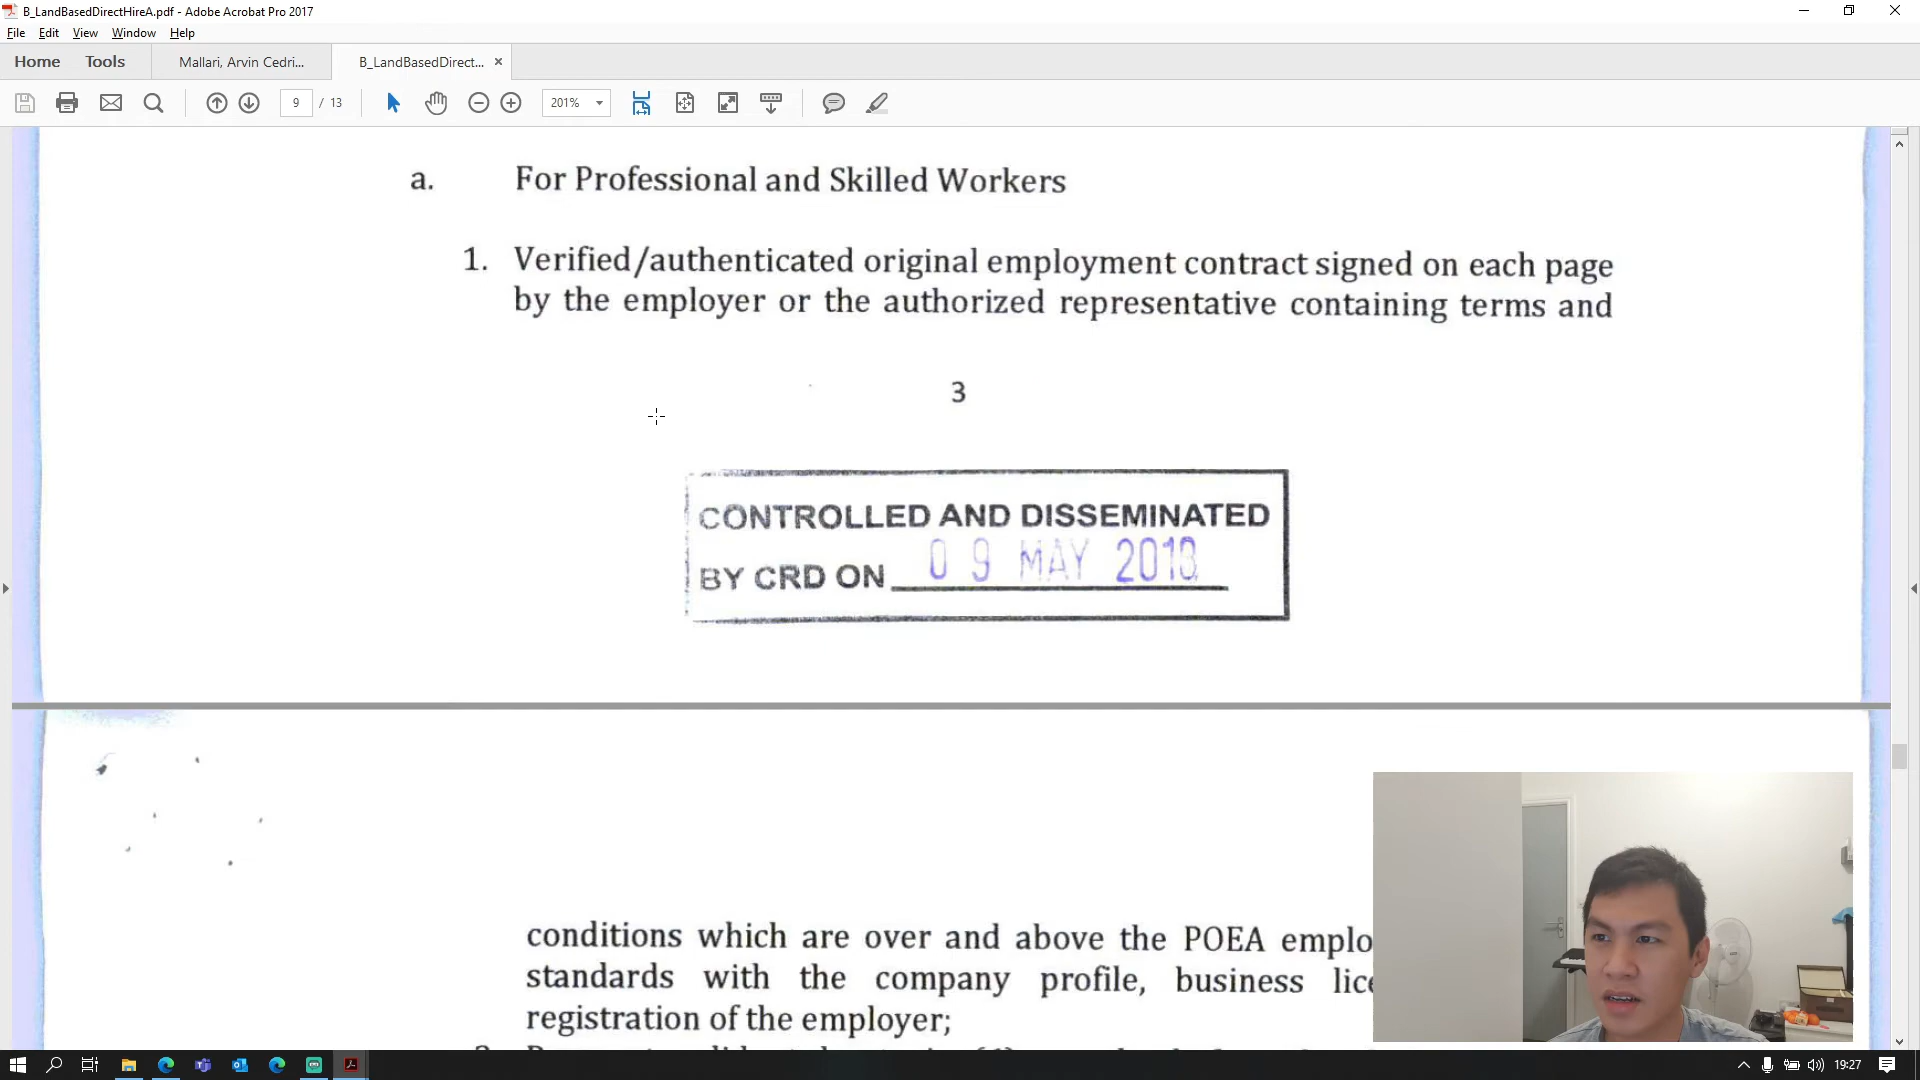 B_LandBasedDirectHireA.pdf - Adobe Acrobat Pro 2017
File Edit View Window Help
Home Tools Mallari, Arvin Cedri... B_LandBasedDirect...
9 / 13 201%
a. For Professional and Skilled Workers
1. Verified/authenticated original employment contract signed on each page
by the employer or the authorized representative containing terms and
3
CONTROLLED AND DISSEMINATED
BY CRD ON 09 MAY 2018
conditions which are over and above the POEA emplo
standards with the company profile, business lice
registration of the employer;
19:27